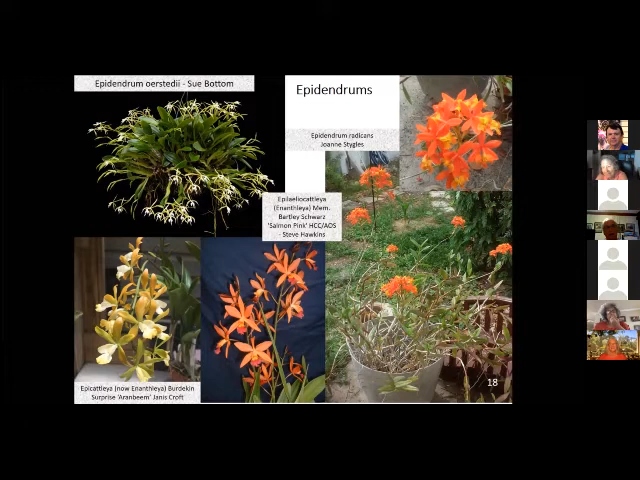 Epidendrum oerstedii - Sue Bottom
Epidendrums
Epidendrum radicans
Joanne Stygles
Epilaeliocattleya
(Enanthleya) Mem.
Bartley Schwarz
'Salmon Pink' HCC/AOS
- Steve Hawkins
Epicattleya (now Enanthleya) Burdekin
Surprise 'Aranbeem' Janis Croft
18